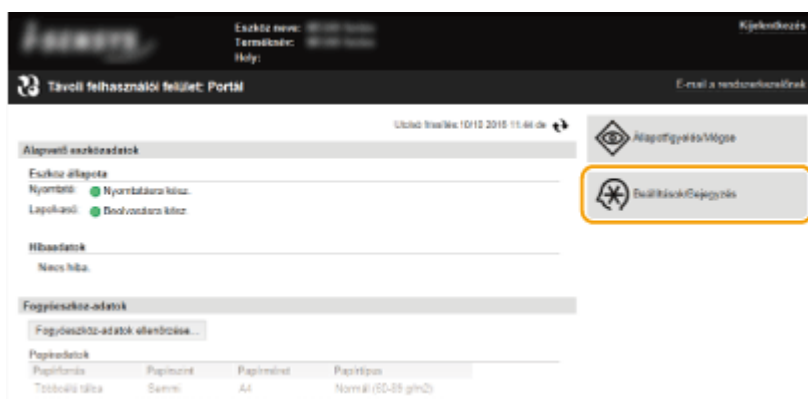 Eszköz neve:
Kijelentkezés
Terméknév:
Hely:
Távoli felhasználói felület: Portál
E-mail a rendszerkezelőnek
Utolsó frissítés: 10/10 2015 11:44 de
Alapvető eszközadatok
Állapotfigyelés/Mégse
Eszköz állapota
Nyomtató: Nyomtatásra kész.
Beállítások/Bejegyzés
Lapolvasó: Beolvasásra kész.
Hibaadatok
Nincs hiba.
Fogyóeszköz-adatok
Fogyóeszköz-adatok ellenőrzése...
Papíradatok
Papírforrás Papírszint Papírméret Papírtípus
Többcélú tálca Semmi A4 Normál (60-89 g/m2)